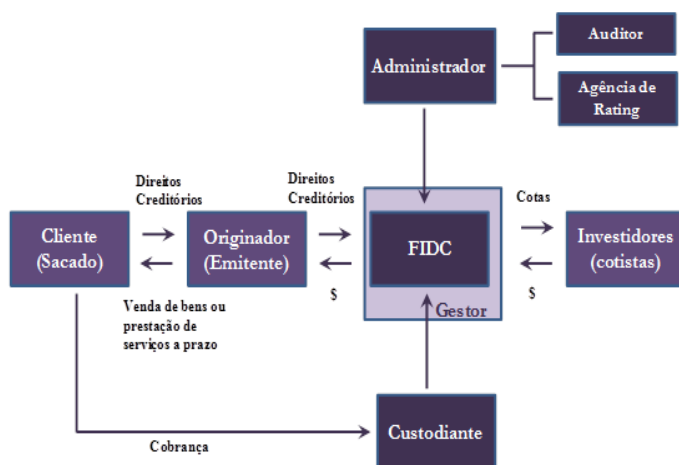 Auditor
Administrador
Agência de
Rating
Direitos
Creditórios
Direitos
Creditórios
Cotas
Cliente
(Sacado)
Originador
(Emitente)
FIDC
Investidores
(cotistas)
$
$
Venda de bens ou
prestação de
serviços a prazo
Gestor
Custodiante
Cobrança